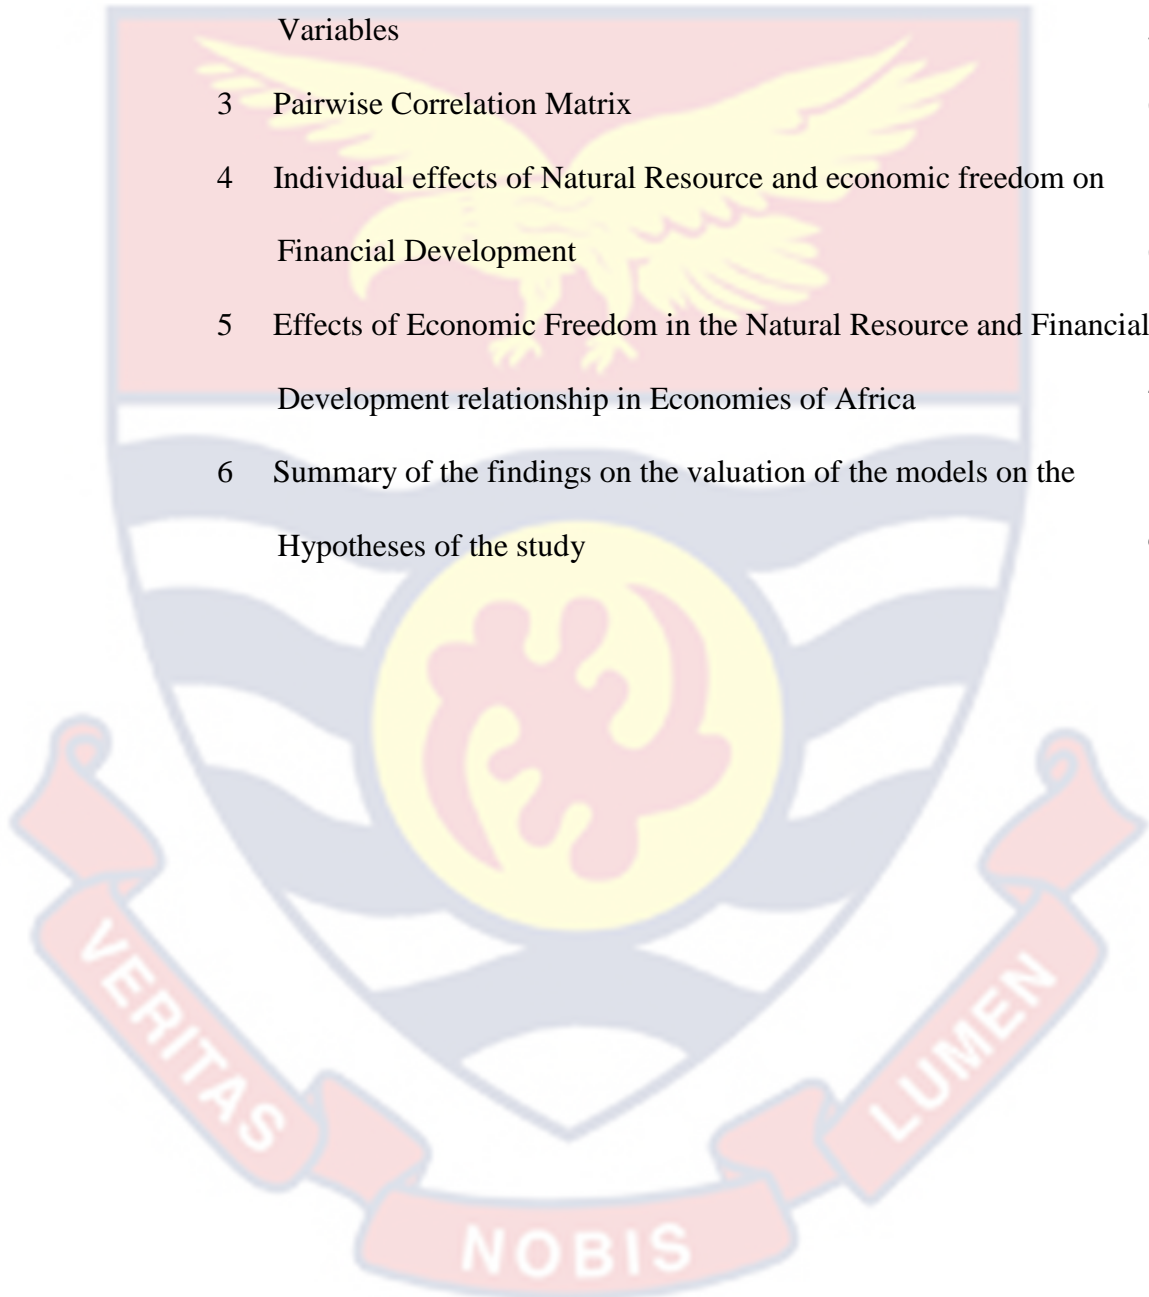 Variables
3 Pairwise Correlation Matrix
4 Individual effects of Natural Resource and economic freedom on
Financial Development
5 Effects of Economic Freedom in the Natural Resource and Financial
Development relationship in Economies of Africa
6 Summary of the findings on the valuation of the models on the
Hypotheses of the study
VERITAS
NOBIS
LUMEN